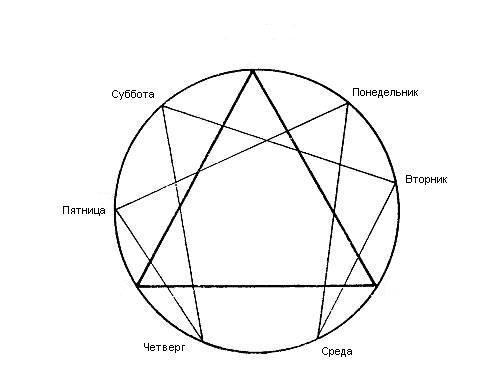 Суббота
Понедельник
Вторник
Пятница
Четверг
Среда